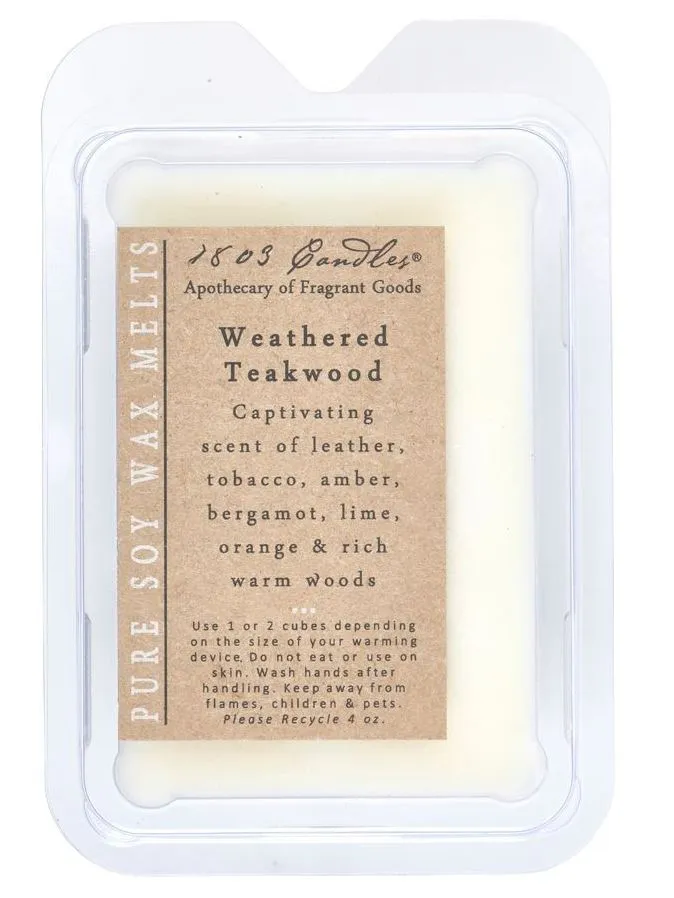 PURE SOY WAX MELTS
1803 Candles®
Apothecary of Fragrant Goods
Weathered
Teakwood
Captivating
scent of leather,
tobacco, amber,
bergamot, lime,
orange & rich
warm woods
Use 1 or 2 cubes depending
on the size of your warming
device. Do not eat or use on
skin. Wash hands after
handling. Keep away from
flames, children & pets.
Please Recycle 4 oz.